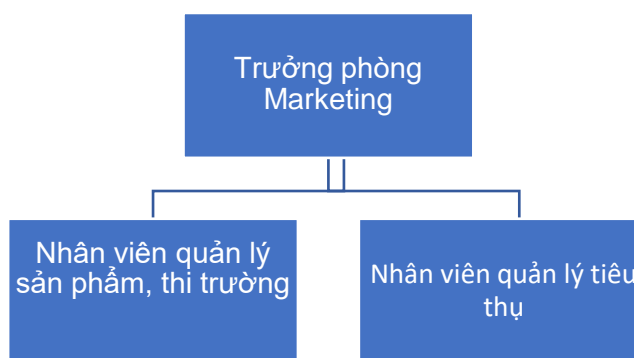 Trưởng phòng
Marketing
Nhân viên quản lý
sản phẩm, thi trường
Nhân viên quản lý tiêu
thụ